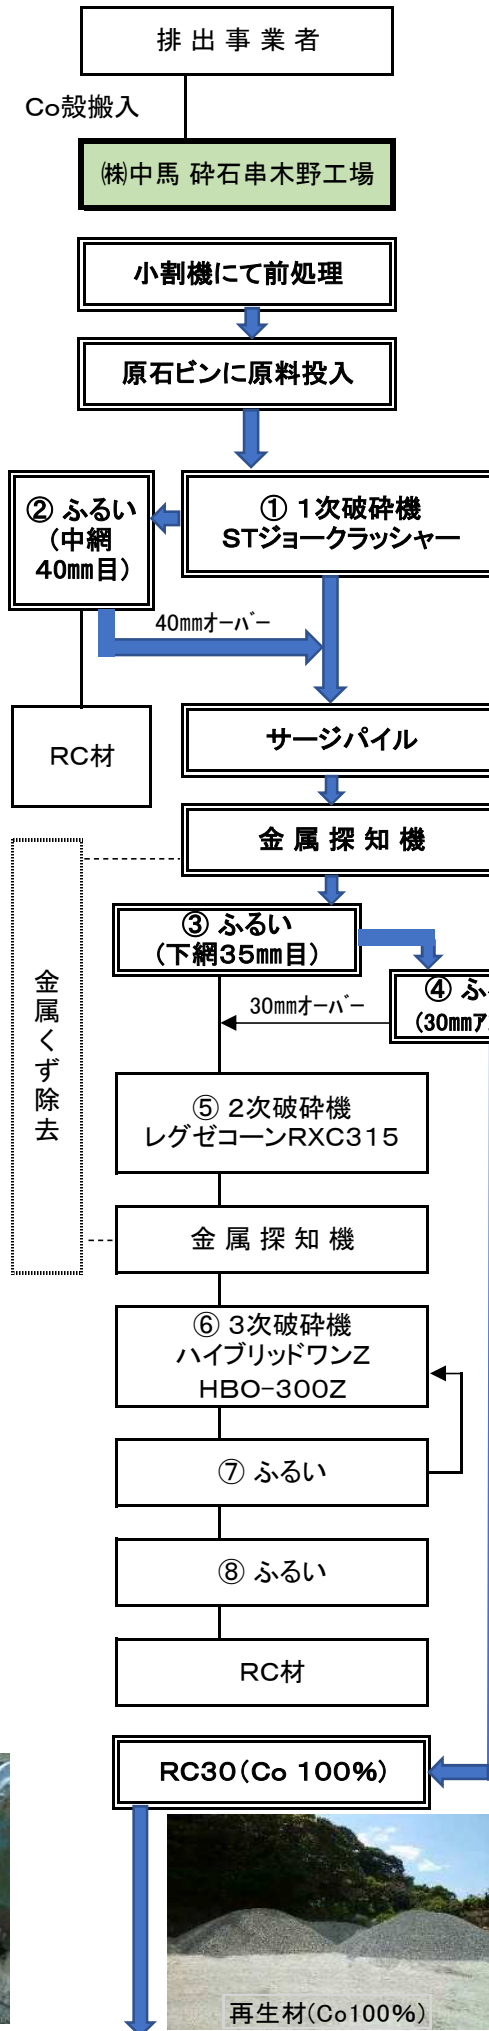 排出事業者
Co殻搬入
㈱中馬 砕石串木野工場
小割機にて前処理
原石ビンに原料投入
① 1次破砕機
STジョークラッシャー
② ふるい
(中網
40㎜目)
40㎜ｵｰﾊﾞｰ
RC材
サージパイル
金属探知機
金属くず除去
③ ふるい
(下網35㎜目)
④ ふ
(30㎜ｱ
30㎜ｵｰﾊﾞｰ
⑤ 2次破砕機
レグゼコーンRXC315
金属探知機
⑥ 3次破砕機
ハイブリッドワンZ
HBO-300Z
⑦ ふるい
⑧ ふるい
RC材
RC30(Co 100%)
再生材(Co100%)